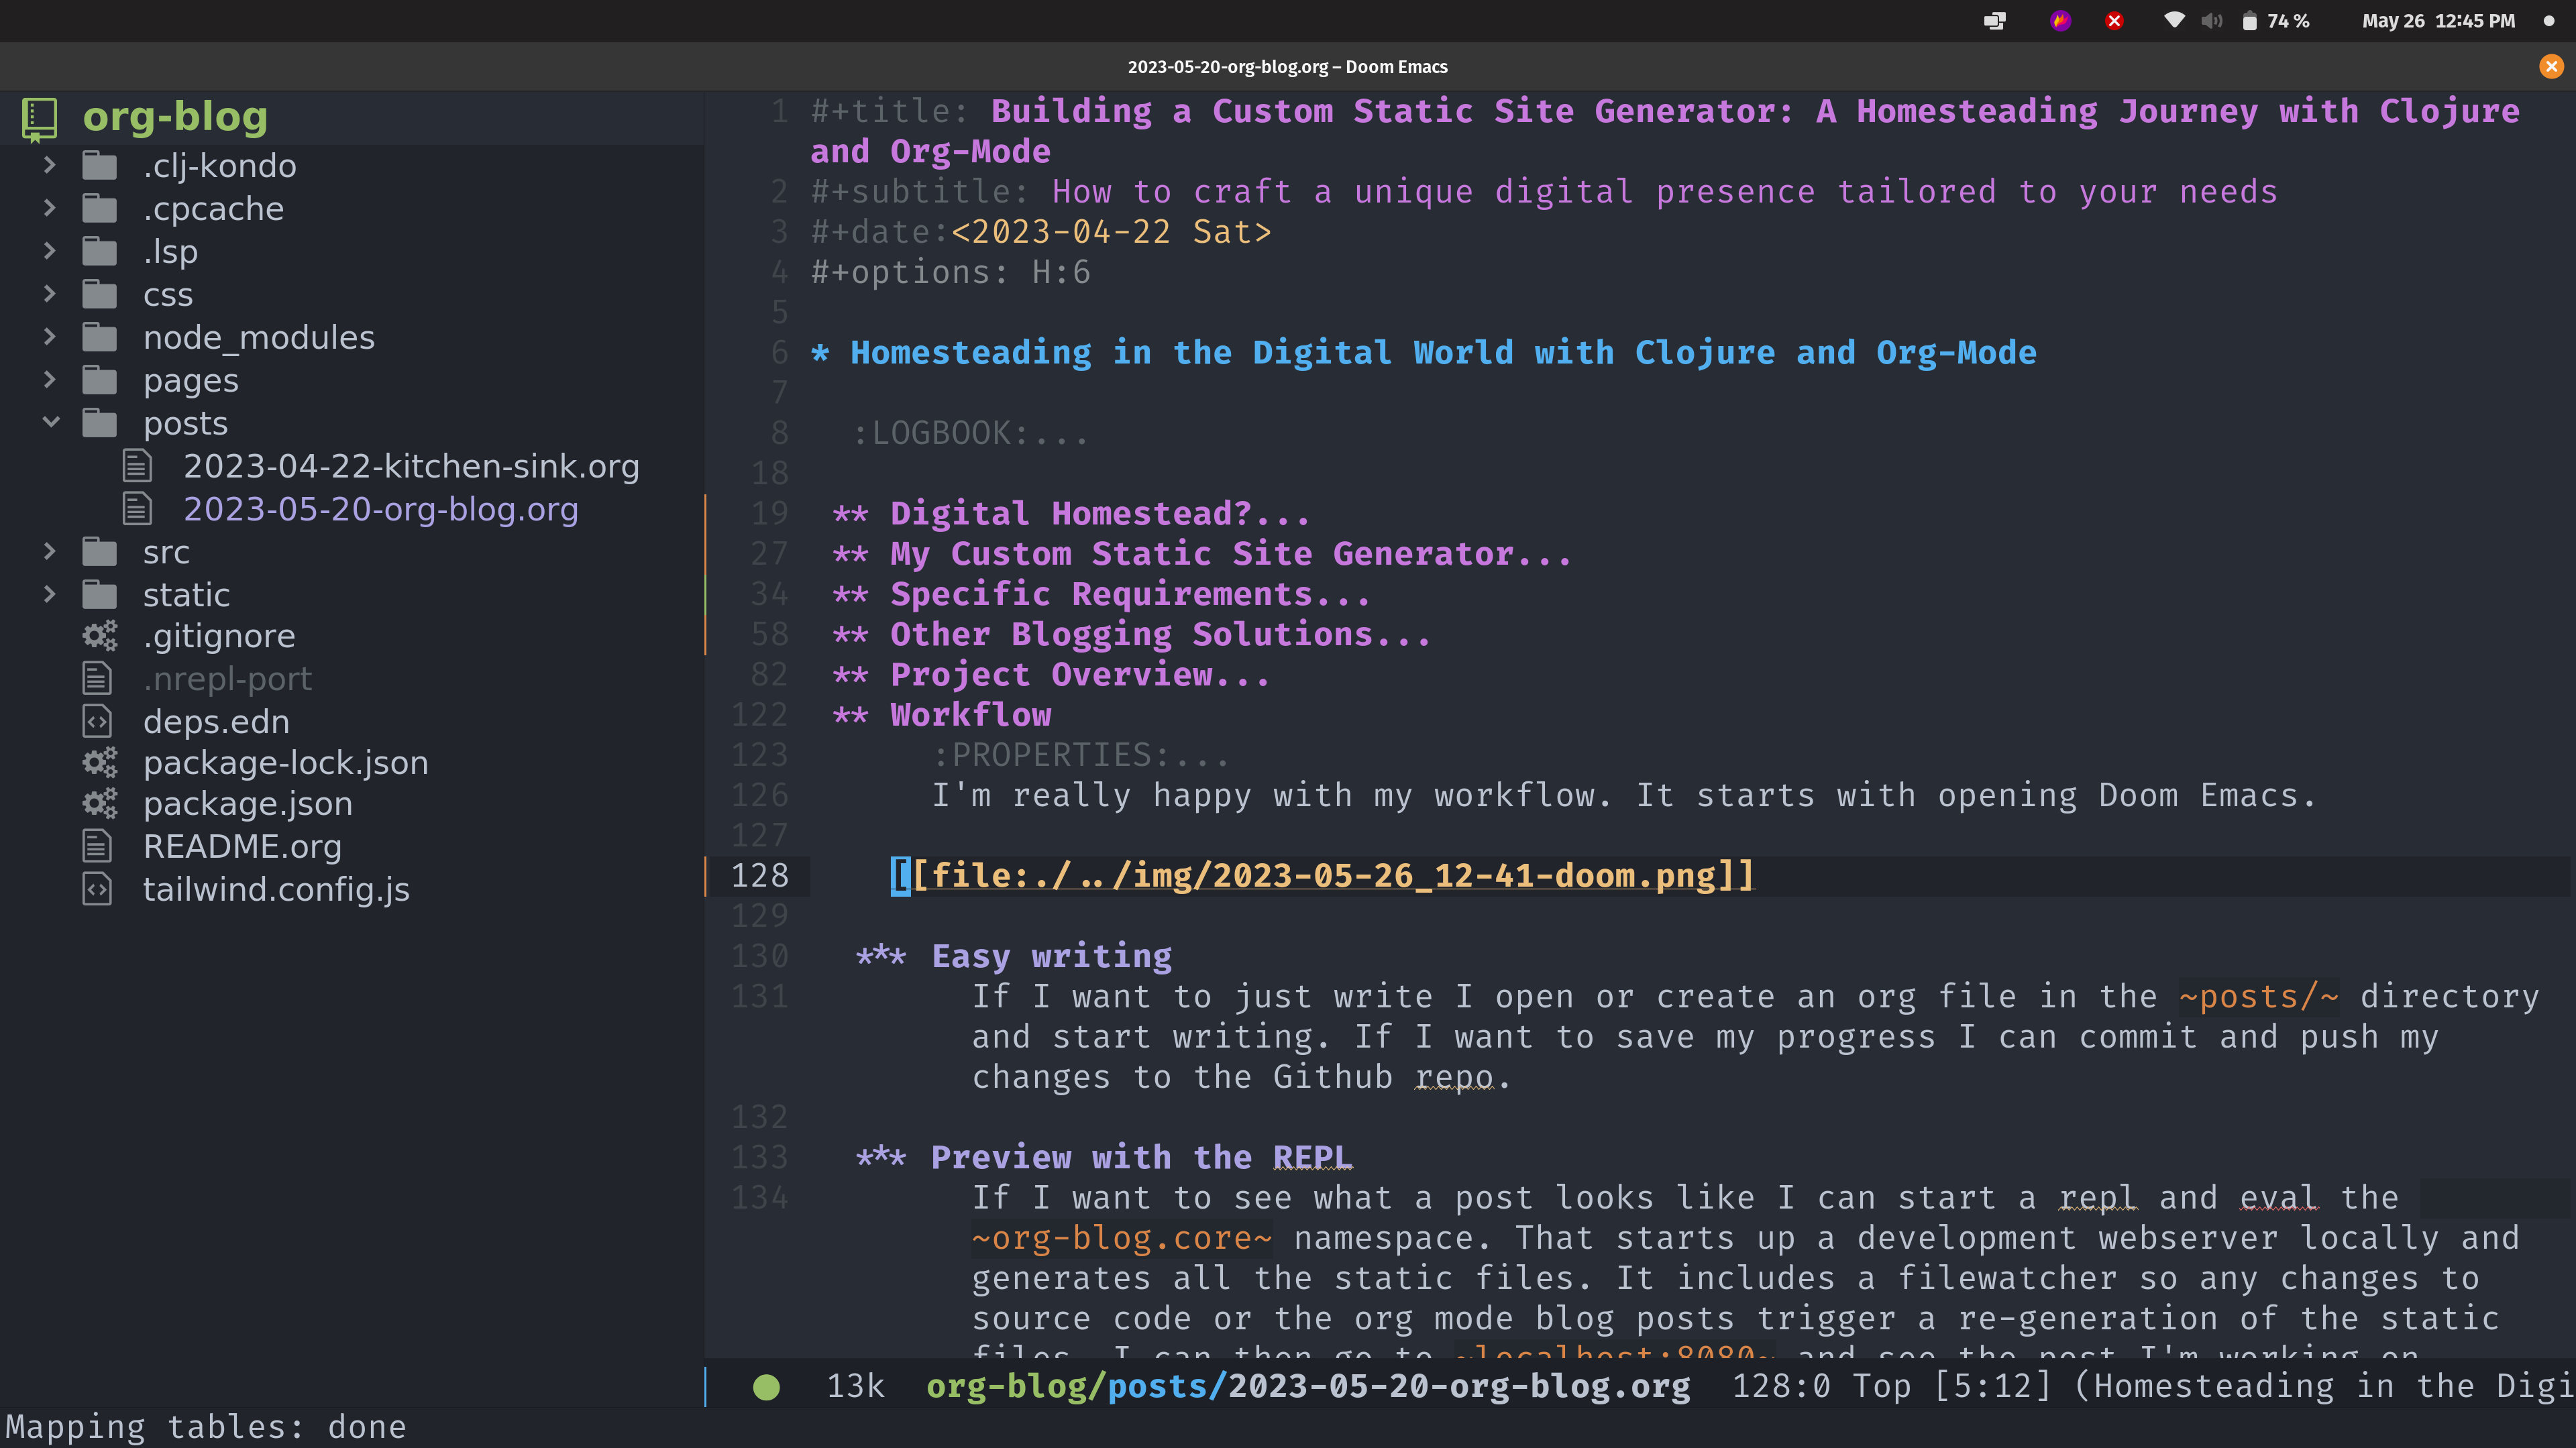 74 %
May 26 12:45 PM
2023-05-20-org-blog.org – Doom Emacs
org-blog
.clj-kondo
.cpcache
.lsp
css
node_modules
pages
posts
2023-04-22-kitchen-sink.org
2023-05-20-org-blog.org
src
static
.gitignore
.nrepl-port
deps.edn
package-lock.json
package.json
README.org
tailwind.config.js
1 #+title: Building a Custom Static Site Generator: A Homesteading Journey with Clojure
and Org-Mode
2 #+subtitle: How to craft a unique digital presence tailored to your needs
3 #+date:<2023-04-22 Sat>
4 #+options: H:6
5
6 * Homesteading in the Digital World with Clojure and Org-Mode
7
8 :LOGBOOK:...
18
19 ** Digital Homestead?...
27 ** My Custom Static Site Generator...
34 ** Specific Requirements...
58 ** Other Blogging Solutions...
82 ** Project Overview...
122 ** Workflow
123 :PROPERTIES:...
126 I'm really happy with my workflow. It starts with opening Doom Emacs.
127
128 [[file:./../img/2023-05-26_12-41-doom.png]]
129
130 *** Easy writing
131 If I want to just write I open or create an org file in the ~posts/~ directory
and start writing. If I want to save my progress I can commit and push my
changes to the Github repo.
132
133 *** Preview with the REPL
134 If I want to see what a post looks like I can start a repl and eval the
~org-blog.core~ namespace. That starts up a development webserver locally and
generates all the static files. It includes a filewatcher so any changes to
source code or the org mode blog posts trigger a re-generation of the static
files. I can then go to ~localhost:8080~ and see the post I'm working on
13k org-blog/posts/2023-05-20-org-blog.org 128:0 Top [5:12] (Homesteading in the Digi
Mapping tables: done